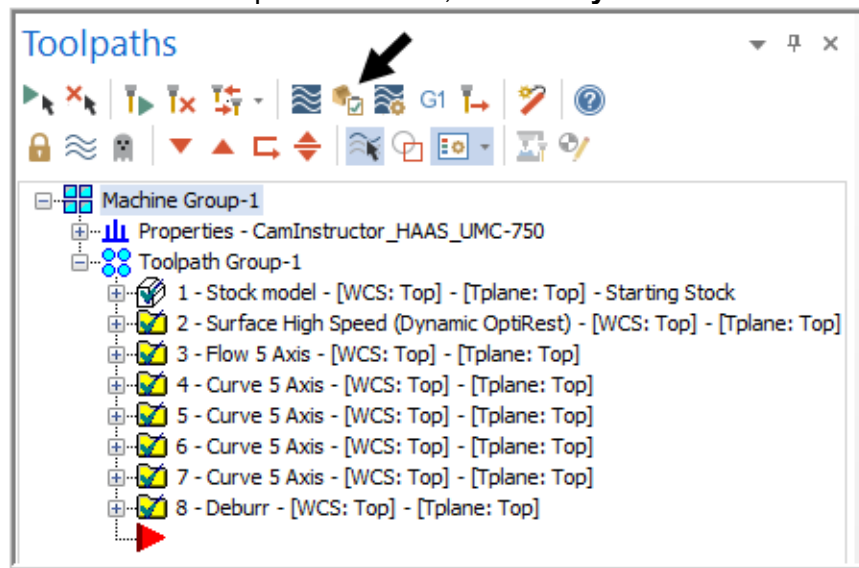 Toolpaths
G1
Machine Group-1
Properties - CamInstructor_HAAS_UMC-750
Toolpath Group-1
1 - Stock model - [WCS: Top] - [Tplane: Top] - Starting Stock
2 - Surface High Speed (Dynamic OptiRest) - [WCS: Top] - [Tplane: Top]
3 - Flow 5 Axis - [WCS: Top] - [Tplane: Top]
4 - Curve 5 Axis - [WCS: Top] - [Tplane: Top]
5 - Curve 5 Axis - [WCS: Top] - [Tplane: Top]
6 - Curve 5 Axis - [WCS: Top] - [Tplane: Top]
7 - Curve 5 Axis - [WCS: Top] - [Tplane: Top]
8 - Deburr - [WCS: Top] - [Tplane: Top]